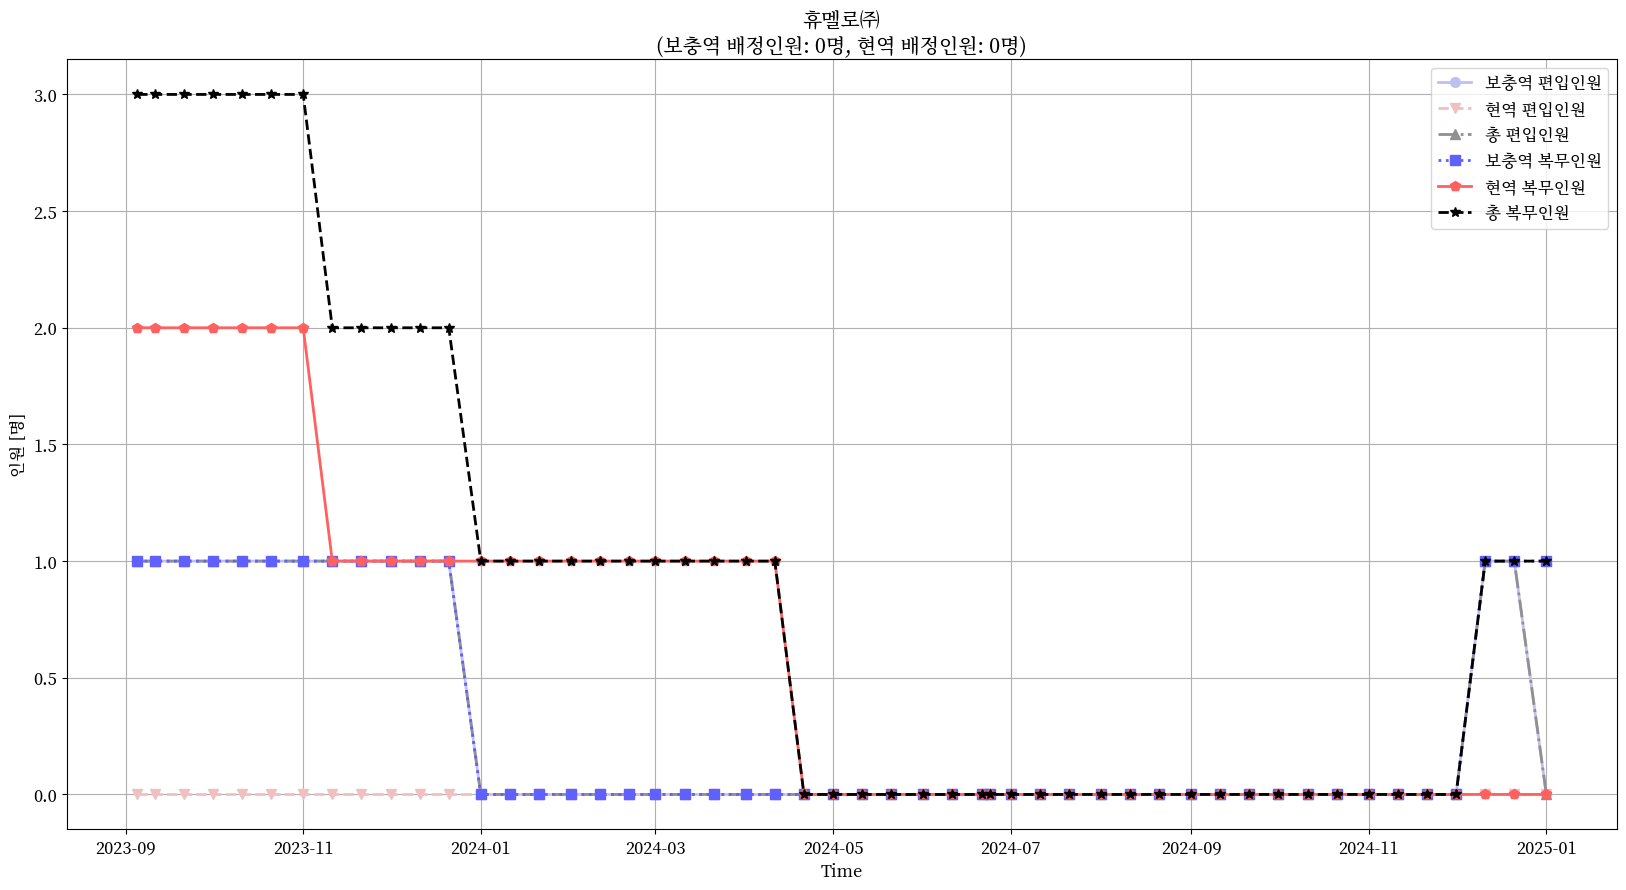 휴멜로㈜
(보충역 배정인원: 0명, 현역 배정인원: 0명)
보충역 편입인원
현역 편입인원
총 편입인원
보충역 복무인원
현역 복무인원
총 복무인원
3.0
2.5
2.0
1.5
1.0
0.5
0.0
인원 [명]
2023-09
2023-11
2024-01
2024-03
2024-05
2024-07
2024-09
2024-11
2025-01
Time